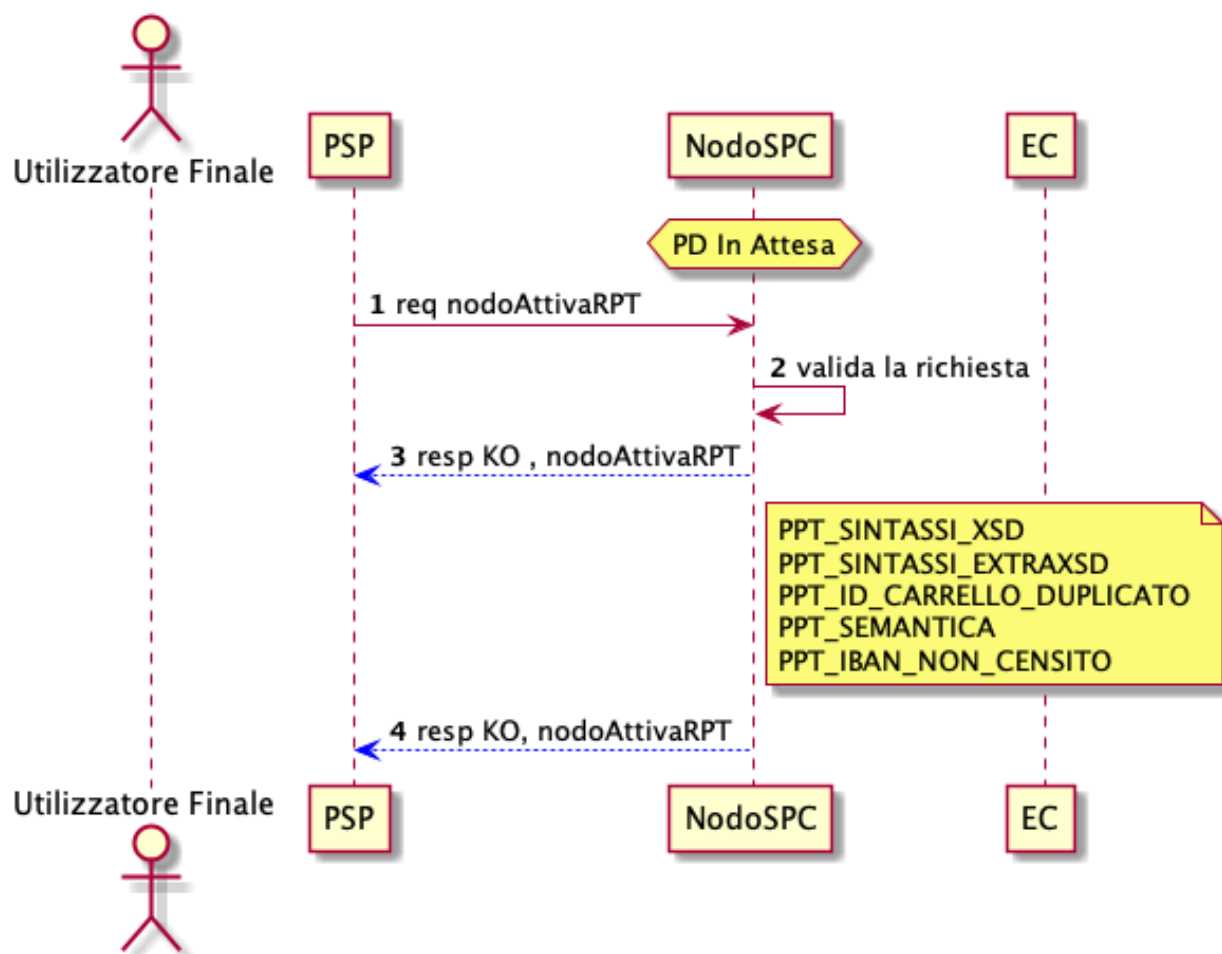 Utilizzatore Finale
PSP
NodoSPC
EC
PD In Attesa
1 req nodoAttivaRPT
2 valida la richiesta
3 resp KO , nodoAttivaRPT
PPT_SINTASSI_XSD
PPT_SINTASSI_EXTRAXSD
PPT_ID_CARRELLO_DUPLICATO
PPT_SEMANTICA
PPT_IBAN_NON_CENSITO
4 resp KO, nodoAttivaRPT
Utilizzatore Finale
PSP
NodoSPC
EC